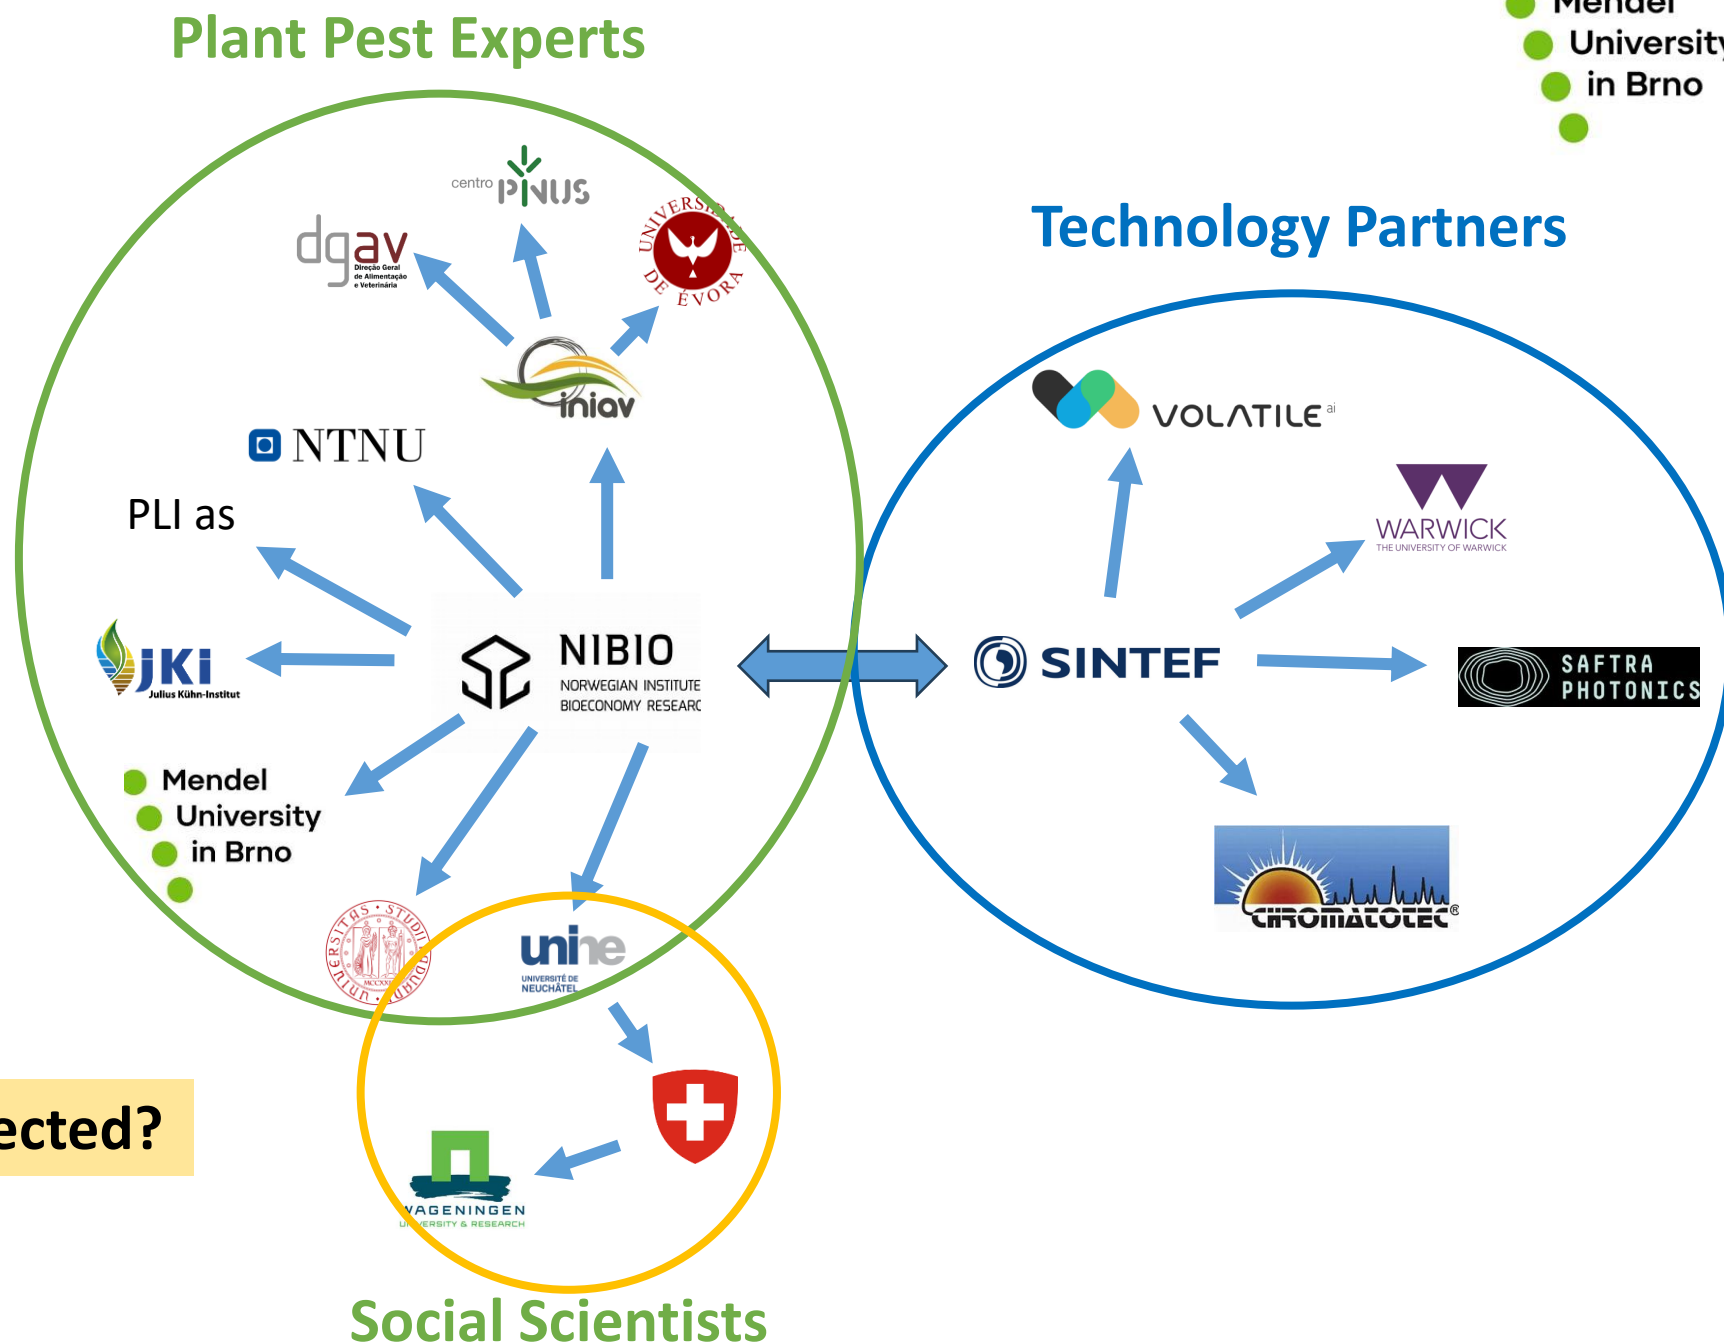 Plant Pest Experts
Mendel
University
in Brno
centro PINUS
dgav
Direção Geral
de Alimentação
e Veterinária
UNIVERSIDADE
DE ÉVORA
Technology Partners
iniav
VOLATILE ai
NTNU
PLI as
WARWICK
THE UNIVERSITY OF WARWICK
NIBIO
NORWEGIAN INSTITUTE
BIOECONOMY RESEARC
SINTEF
SAFTRA
PHOTONICS
JKi
Julius Kühn-Institut
Mendel
University
in Brno
CHROMATOTEC®
unine
UNIVERSITÉ DE
NEUCHÂTEL
ected?
WAGENINGEN
UNIVERSITY & RESEARCH
Social Scientists